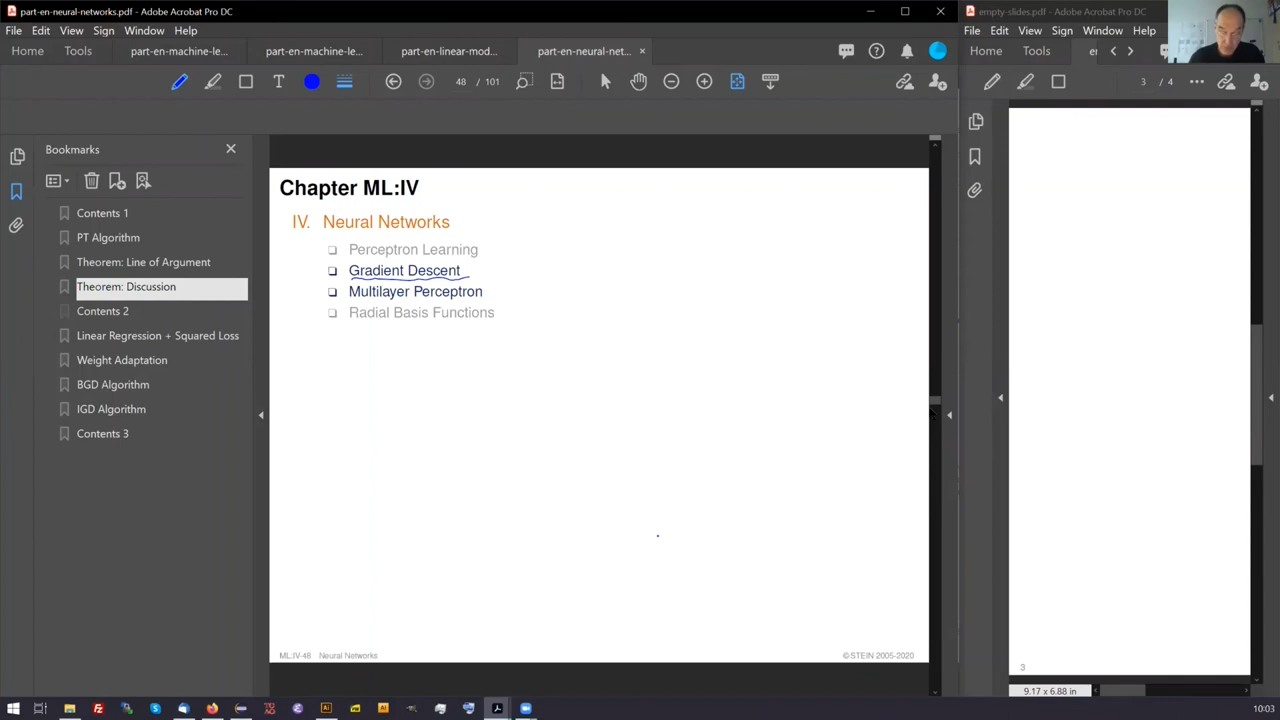 part-en-neural-networks.pdf - Adobe Acrobat Pro DC
File Edit View Sign Window Help
Home Tools part-en-machine-le... part-en-machine-le... part-en-linear-mod... part-en-neural-net...
48 / 101
Bookmarks
Contents 1
PT Algorithm
Theorem: Line of Argument
Theorem: Discussion
Contents 2
Linear Regression + Squared Loss
Weight Adaptation
BGD Algorithm
IGD Algorithm
Contents 3
Chapter ML:IV
IV. Neural Networks
Perceptron Learning
Gradient Descent
Multilayer Perceptron
Radial Basis Functions
ML:IV-48 Neural Networks
© STEIN 2005-2020
empty-slides.pdf - Adobe Acrobat Pro DC
File Edit View Sign Window Help
Home Tools
3 / 4
3
9.17 x 6.88 in
10:03